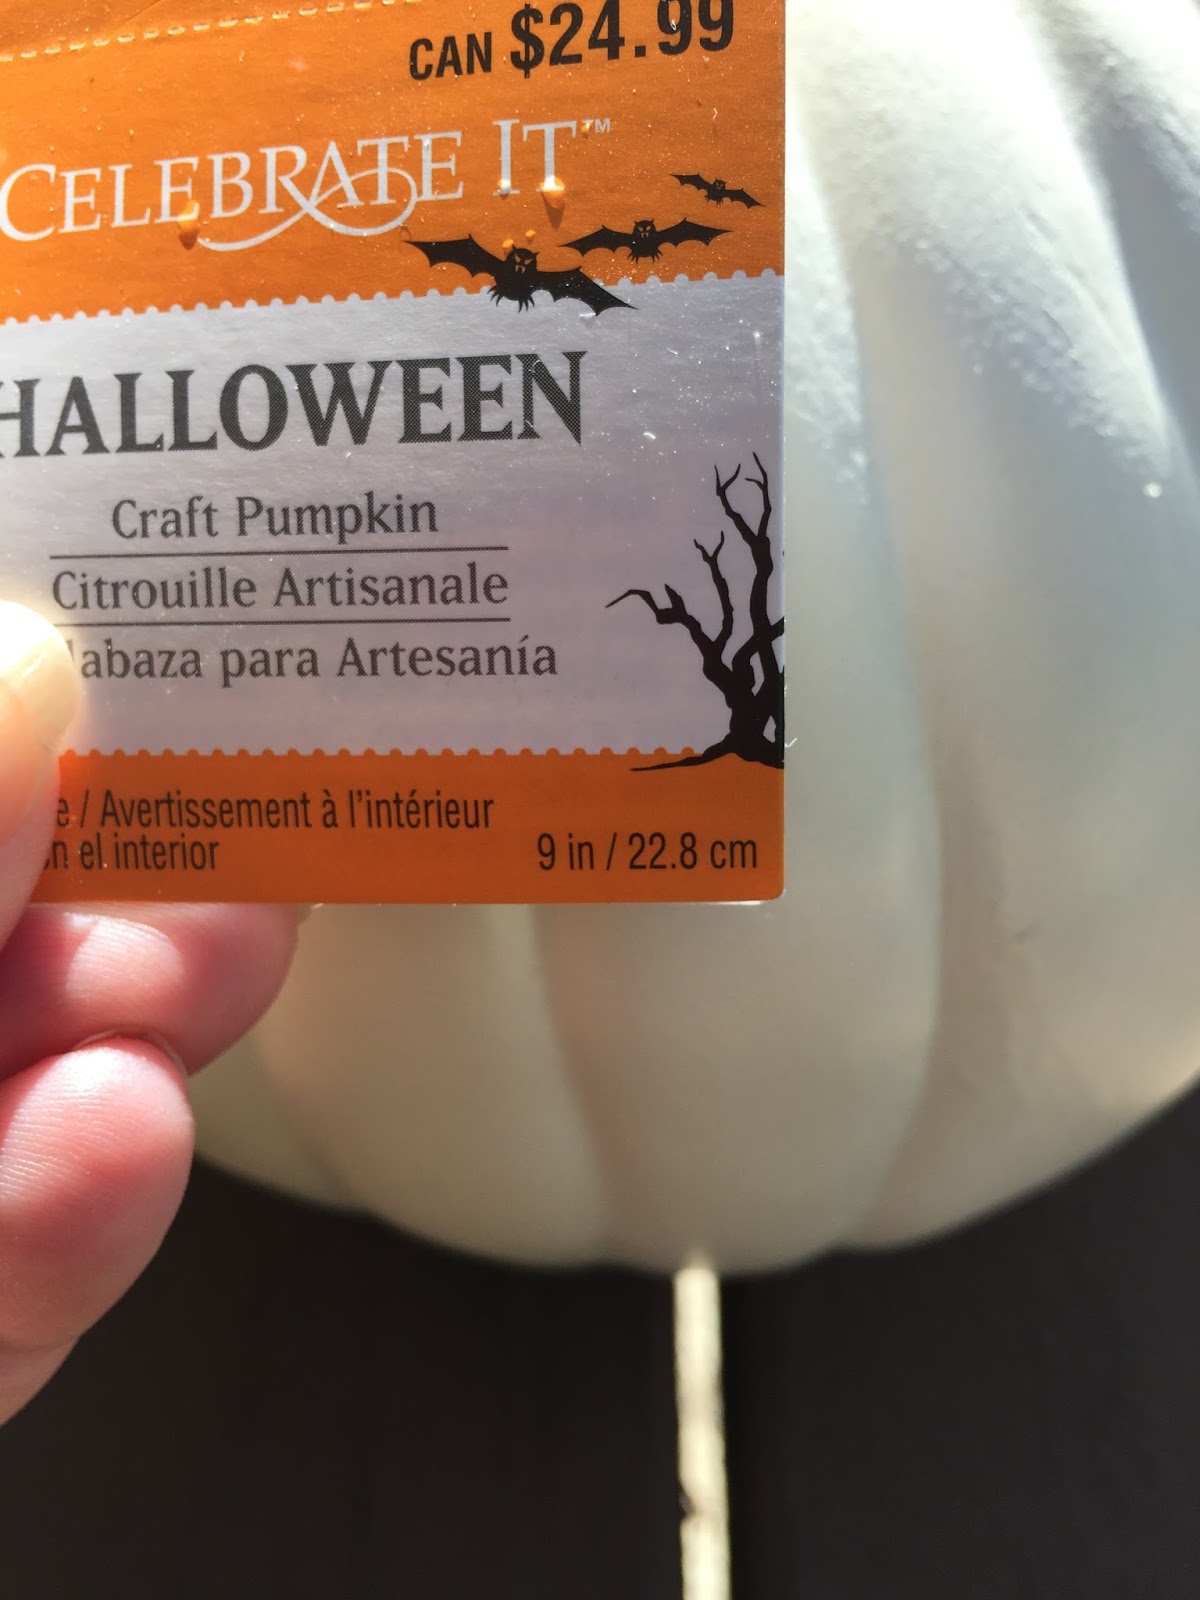 CAN $24.99
CELEBRATE IT™
HALLOWEEN
Craft Pumpkin
Citrouille Artisanale
para Artesanía
/ Avertissement à l'intérieur
el interior
9 in / 22.8 cm